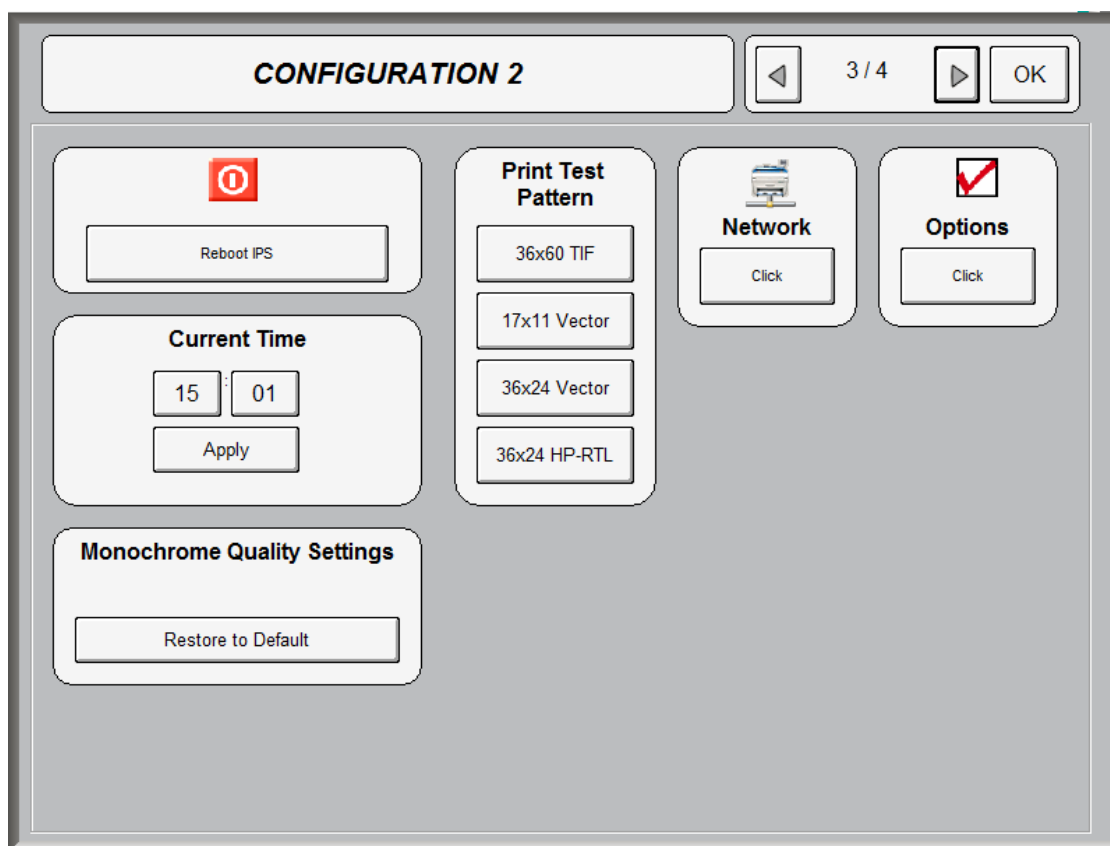 CONFIGURATION 2
3 / 4
OK
Reboot IPS
Current Time
15 : 01
Apply
Monochrome Quality Settings
Restore to Default
Print Test
Pattern
36x60 TIF
17x11 Vector
36x24 Vector
36x24 HP-RTL
Network
Click
Options
Click